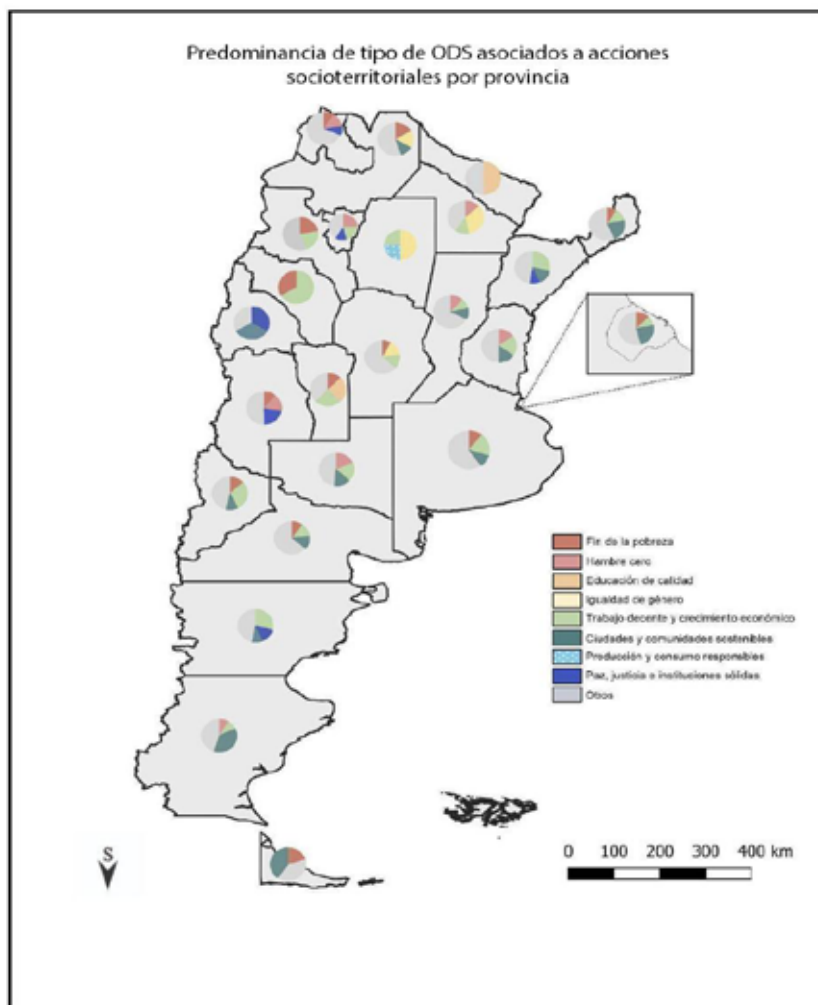 Predominancia de tipo de ODS asociados a acciones
socioterritoriales por provincia
Fin de la pobreza
Hambre cero
Educación de calidad
Igualdad de género
Trabajo decente y crecimiento económico
Ciudades y comunidades sostenibles
Producción y consumo responsables
Paz, justicia e instituciones sólidas
Otros
S
0 100 200 300 400 km